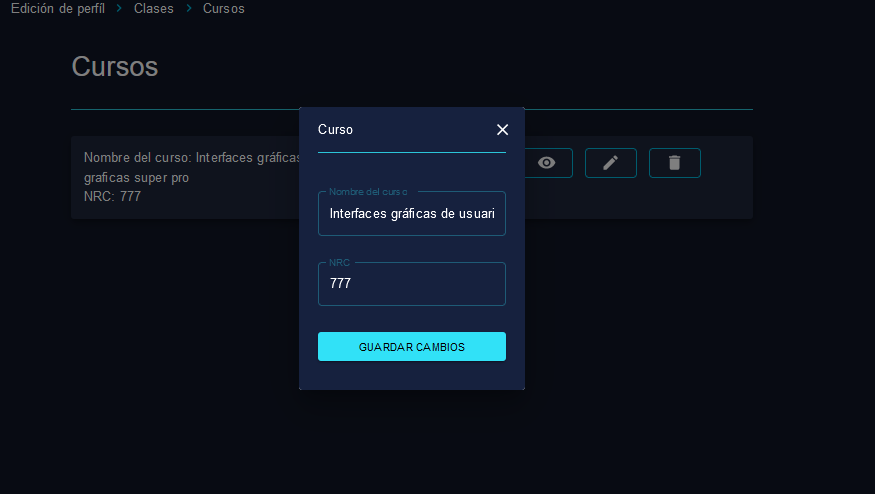 Edición de perfil > Clases > Cursos
Cursos
Curso
Nombre del curso: Interfaces gráficas
graficas super pro
NRC: 777
Nombre del curso
Interfaces gráficas de usuari
NRC
777
GUARDAR CAMBIOS